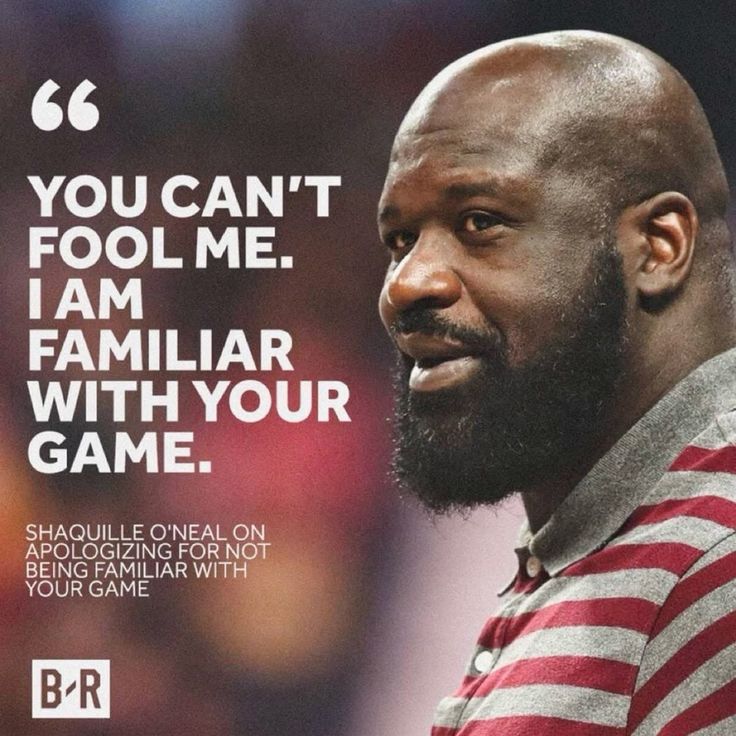 “
YOU CAN’T
FOOL ME.
I AM
FAMILIAR
WITH YOUR
GAME.
SHAQUILLE O'NEAL ON
APOLOGIZING FOR NOT
BEING FAMILIAR WITH
YOUR GAME
B-R